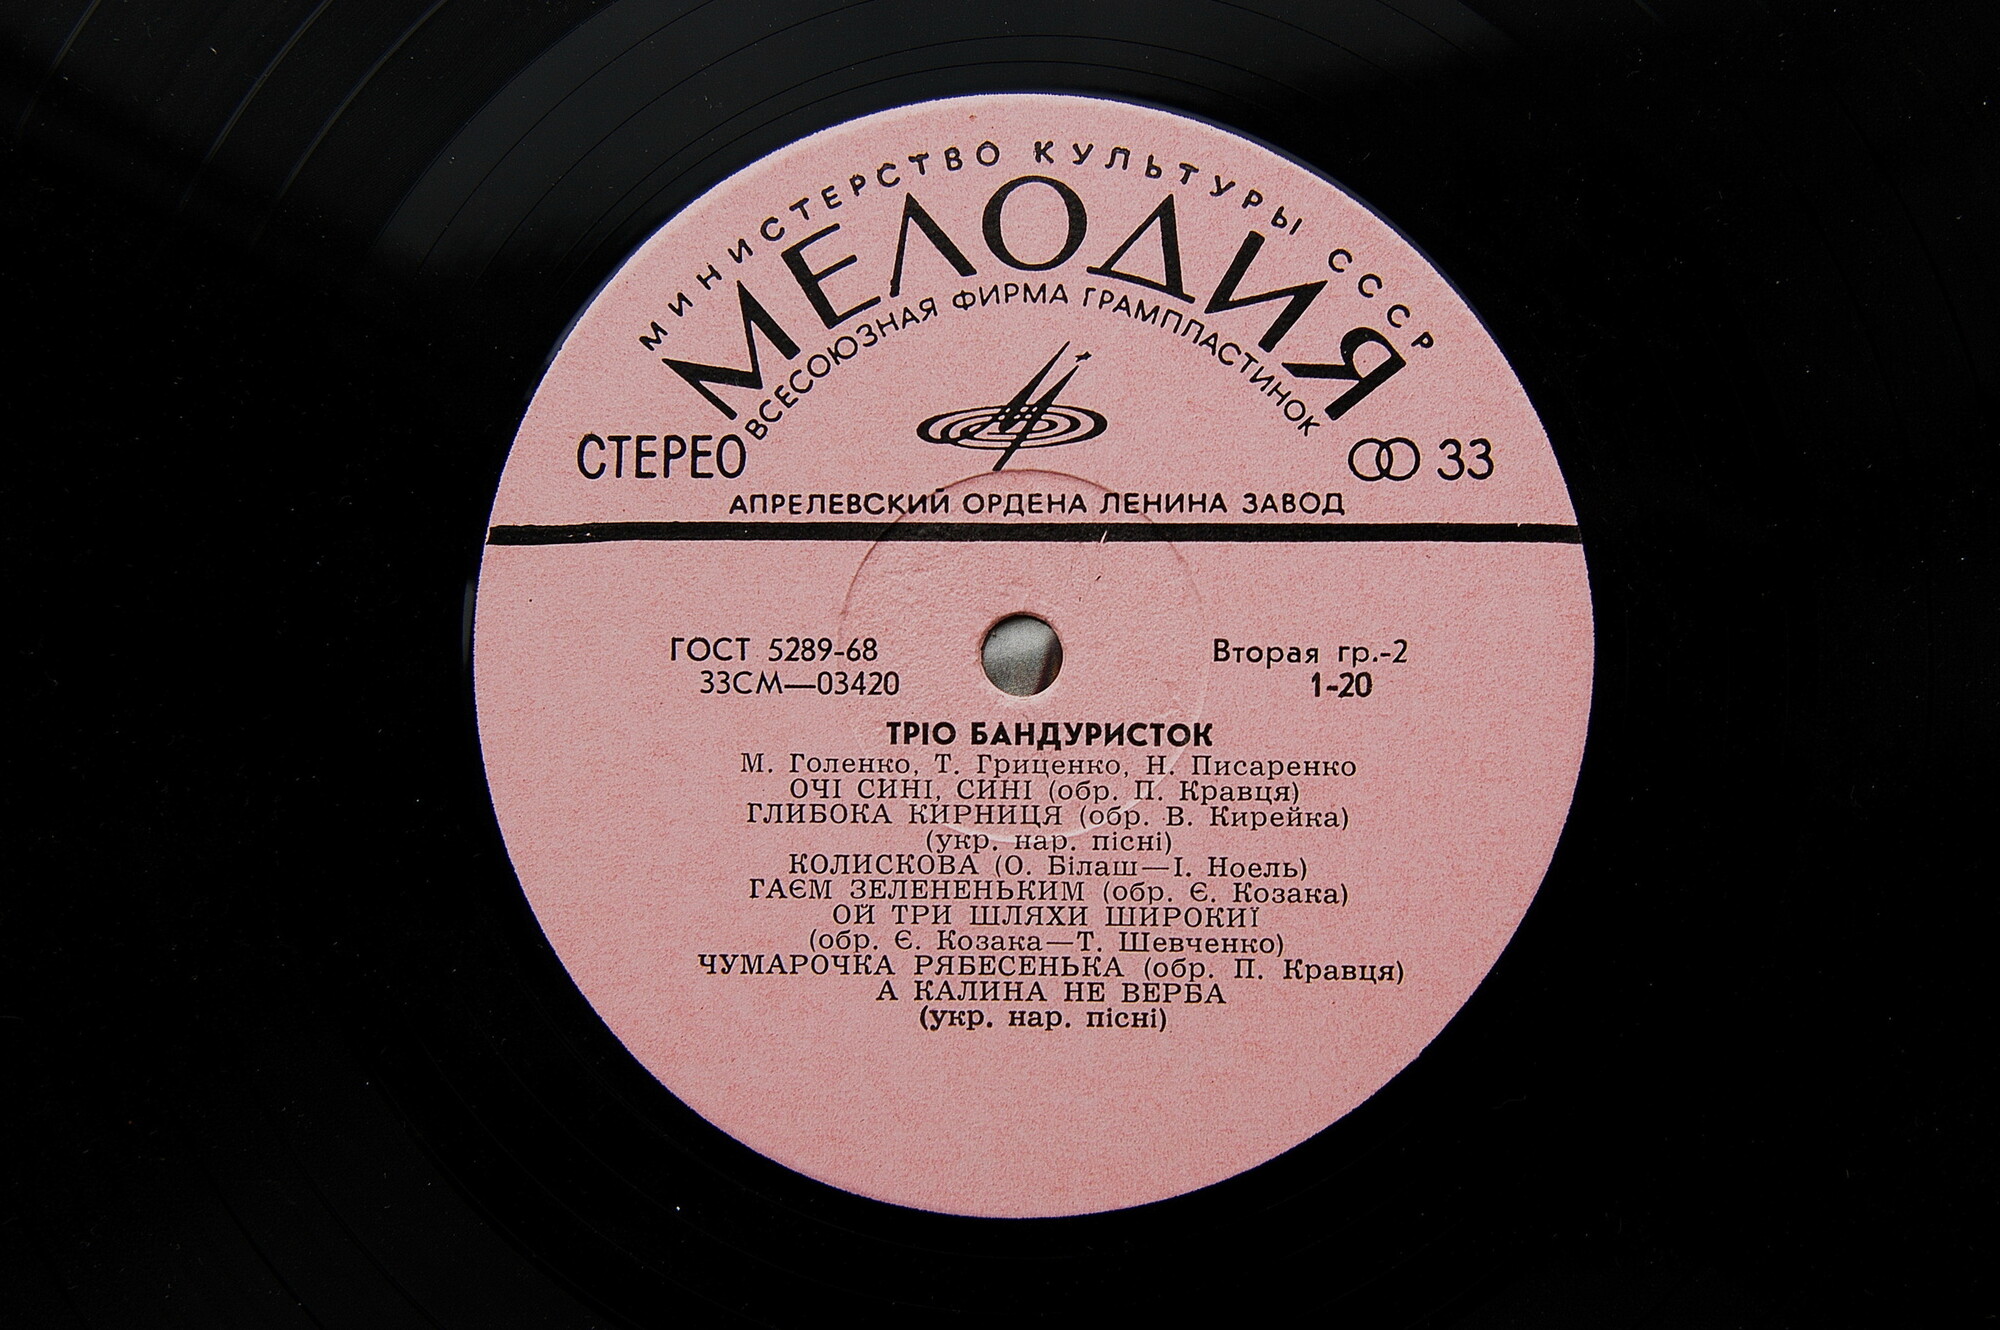 МИНИСТЕРСТВО КУЛЬТУРЫ СССР
МЕЛОДИЯ
ВСЕСОЮЗНАЯ ФИРМА ГРАМПЛАСТИНОК
СТЕРЕО
33
АПРЕЛЕВСКИЙ ОРДЕНА ЛЕНИНА ЗАВОД
ГОСТ 5289-68
33СМ—03420
Вторая гр.-2
1-20
ТРІО БАНДУРИСТОК
М. Голенко, Т. Гриценко, Н. Писаренко
ОЧІ СИНІ, СИНІ (обр. П. Кравця)
ГЛИБОКА КИРНИЦЯ (обр. В. Кирейка)
(укр. нар. пісні)
КОЛИСКОВА (О. Білаш—І. Ноель)
ГАЄМ ЗЕЛЕНЕНЬКИМ (обр. Є. Козака)
ОЙ ТРИ ШЛЯХИ ШИРОКИЇ
(обр. Є. Козака—Т. Шевченко)
ЧУМАРОЧКА РЯБЕСЕНЬКА (обр. П. Кравця)
А КАЛИНА НЕ ВЕРБА
(укр. нар. пісні)